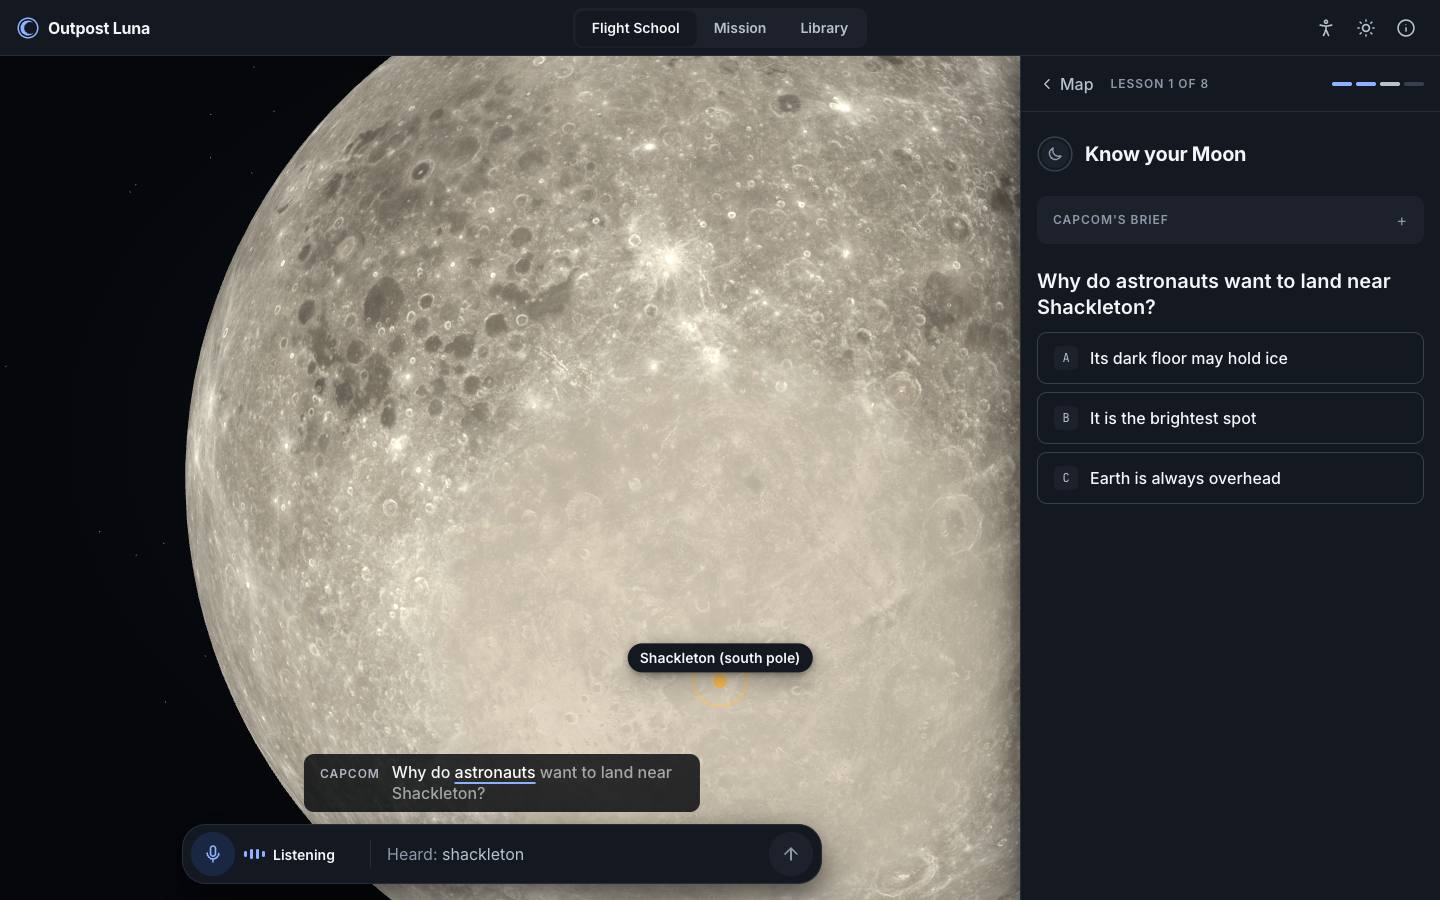 Outpost Luna
Flight School
Mission
Library
Map
LESSON 1 OF 8
Know your Moon
CAPCOM'S BRIEF
+
Why do astronauts want to land near
Shackleton?
A
Its dark floor may hold ice
B
It is the brightest spot
C
Earth is always overhead
Shackleton (south pole)
CAPCOM
Why do astronauts want to land near
Shackleton?
Listening
Heard: shackleton